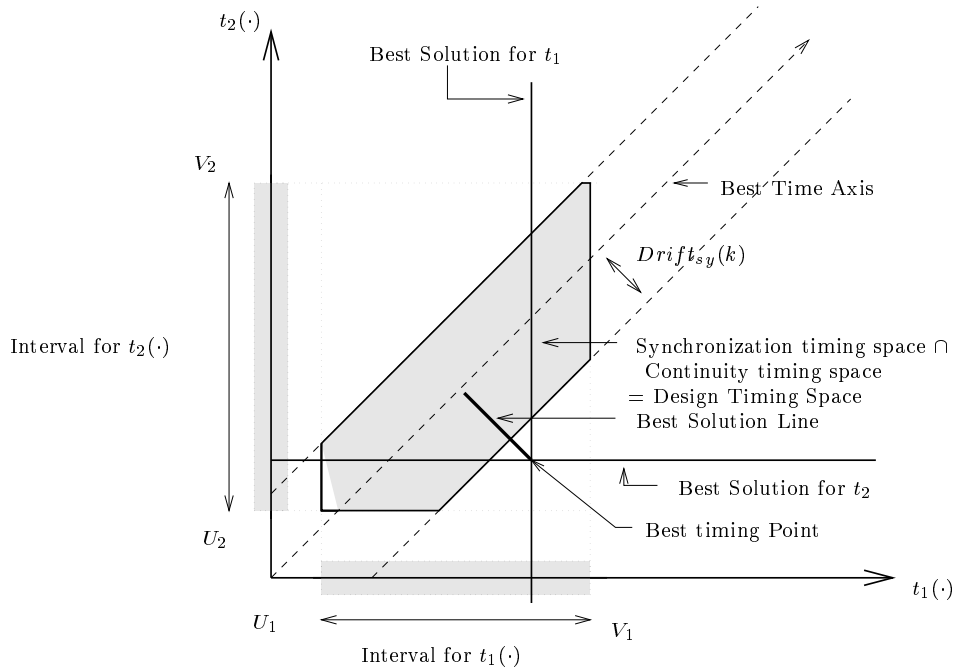 t₂(·)
Best Solution for t₁
V₂
Best Time Axis
Drift_sy(k)
Interval for t₂(·)
Synchronization timing space ∩
Continuity timing space
= Design Timing Space
Best Solution Line
Best Solution for t₂
Best timing Point
U₂
t₁(·)
U₁
V₁
Interval for t₁(·)